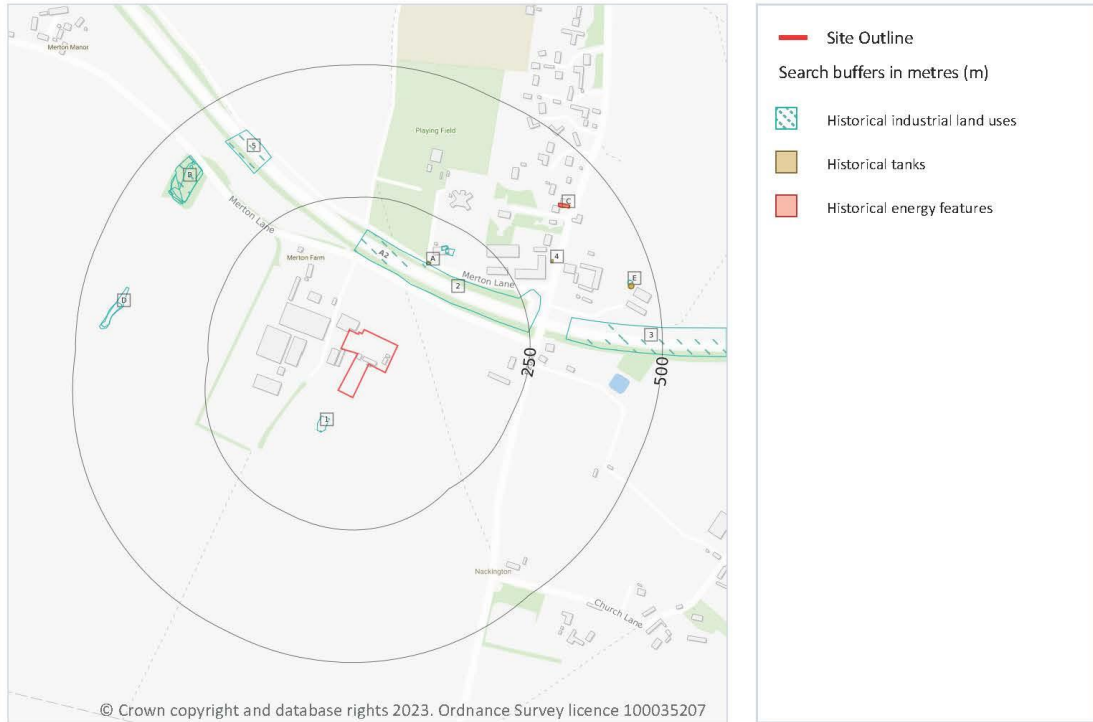 Merton Manor
Playing Field
5
B
Merton Lane
C
A2
A
Merton Farm
Merton Lane
4
2
E
D
3
250
500
1
Nackington
Church Lane
© Crown copyright and database rights 2023. Ordnance Survey licence 100035207
Site Outline
Search buffers in metres (m)
Historical industrial land uses
Historical tanks
Historical energy features